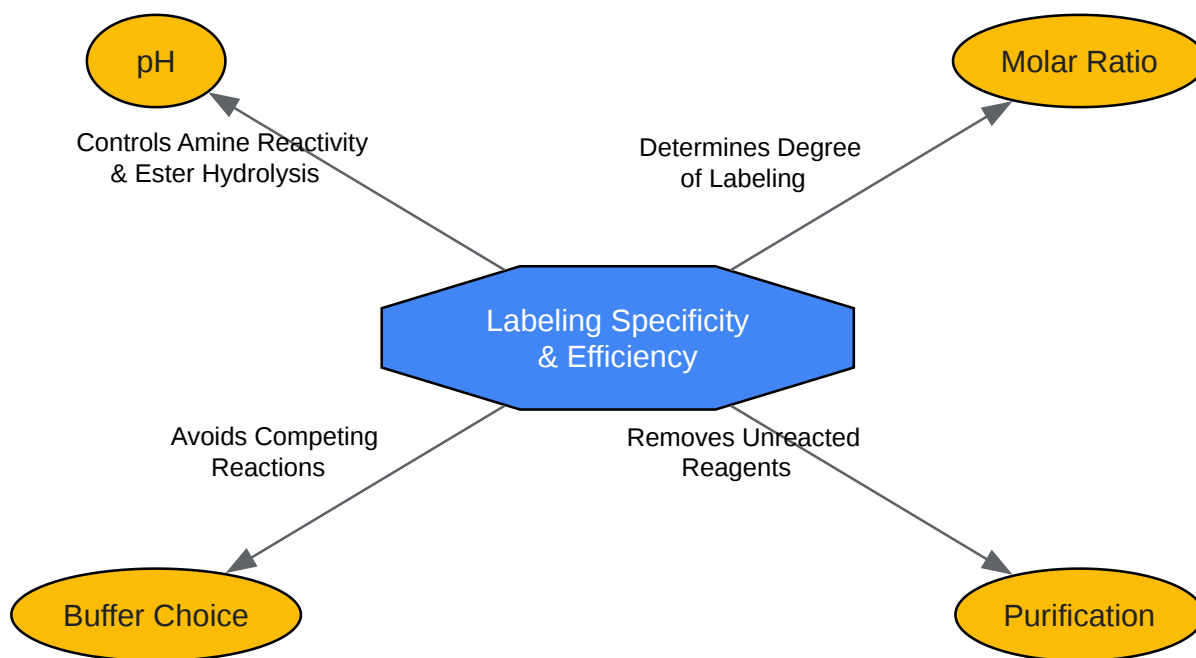 pH
Molar Ratio
Controls Amine Reactivity
& Ester Hydrolysis
Determines Degree
of Labeling
Labeling Specificity
& Efficiency
Avoids Competing
Reactions
Removes Unreacted
Reagents
Buffer Choice
Purification